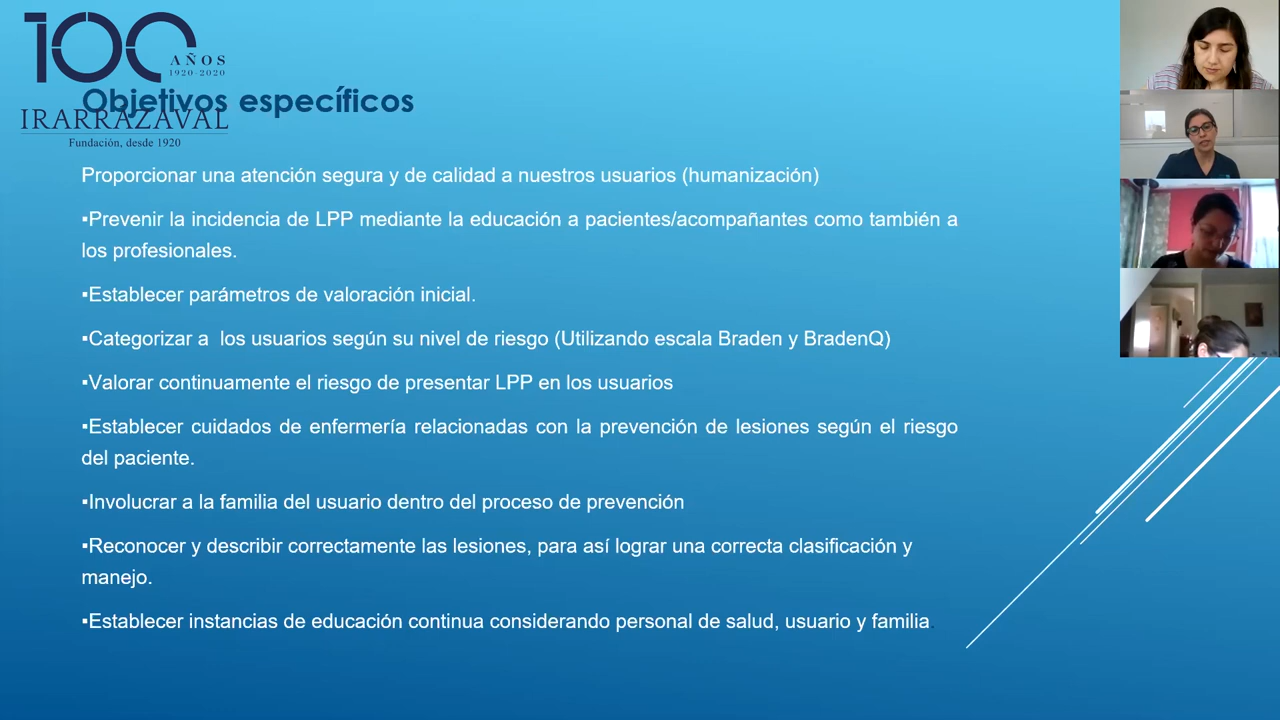 100
AÑOS
1920-2020
Objetivos específicos
IRARRAZAVAL
Fundación, desde 1920
Proporcionar una atención segura y de calidad a nuestros usuarios (humanización)
▪Prevenir la incidencia de LPP mediante la educación a pacientes/acompañantes como también a
los profesionales.
▪Establecer parámetros de valoración inicial.
▪Categorizar a  los usuarios según su nivel de riesgo (Utilizando escala Braden y BradenQ)
▪Valorar continuamente el riesgo de presentar LPP en los usuarios
▪Establecer cuidados de enfermería relacionadas con la prevención de lesiones según el riesgo
del paciente.
▪Involucrar a la familia del usuario dentro del proceso de prevención
▪Reconocer y describir correctamente las lesiones, para así lograr una correcta clasificación y
manejo.
▪Establecer instancias de educación continua considerando personal de salud, usuario y familia.